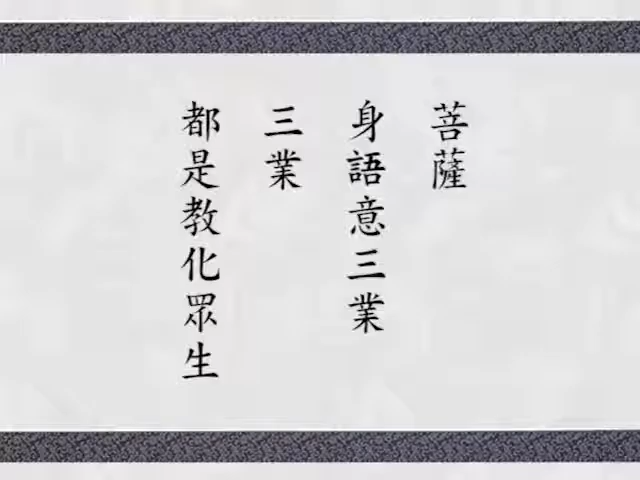 菩薩
身語意三業
三業
都是教化眾生